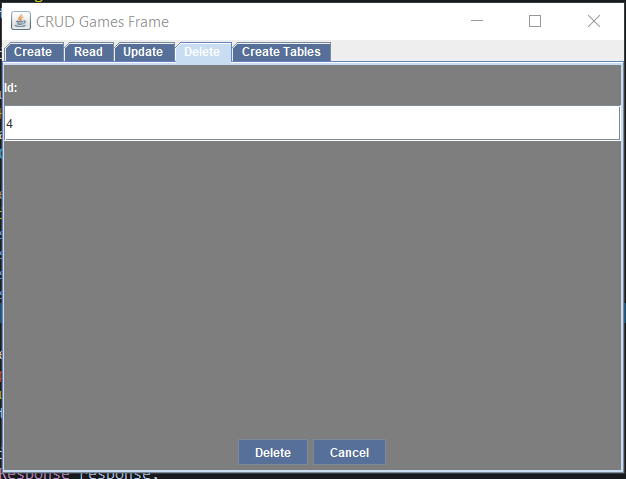 CRUD Games Frame
Create Read Update Delete Create Tables
Id:
4
Delete Cancel
Response response,